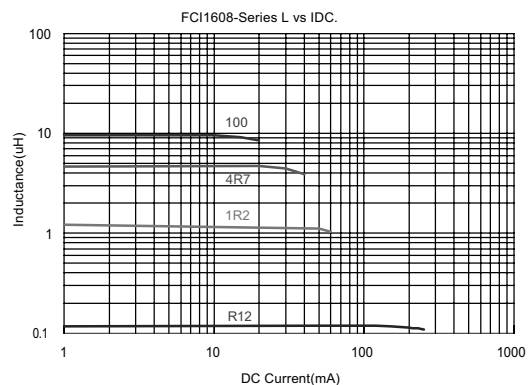 FCI1608-Series L vs IDC.
100
10
1
0.1
Inductance(uH)
100
4R7
1R2
R12
1 10 100 1000
DC Current(mA)